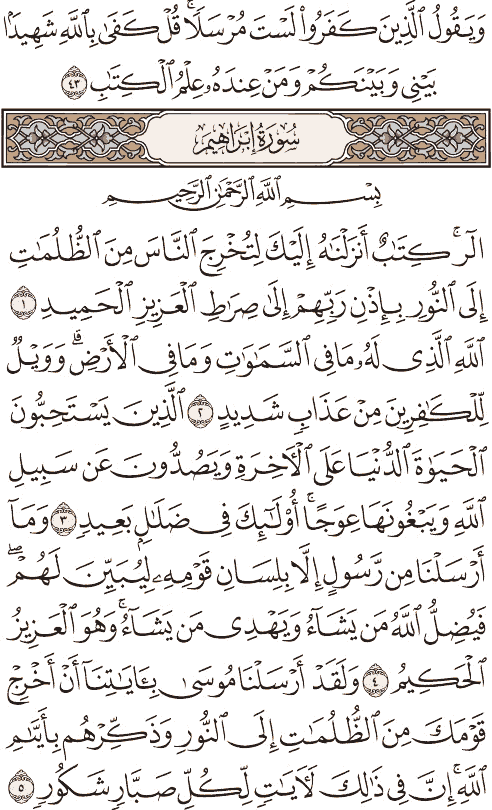 وَيَقُولُ ٱلَّذِينَ كَفَرُوا۟ لَسْتَ مُرْسَلًا ۚ قُلْ كَفَىٰ بِٱللَّهِ شَهِيدًۢا
بَيْنِى وَبَيْنَكُمْ وَمَنْ عِندَهُۥ عِلْمُ ٱلْكِتَٰبِ ٤٣
سُورَةُ إِبْرَاهِيمَ
بِسْمِ ٱللَّهِ ٱلرَّحْمَٰنِ ٱلرَّحِيمِ
الٓر ۚ كِتَٰبٌ أَنزَلْنَٰهُ إِلَيْكَ لِتُخْرِجَ ٱلنَّاسَ مِنَ ٱلظُّلُمَٰتِ
إِلَى ٱلنُّورِ بِإِذْنِ رَبِّهِمْ إِلَىٰ صِرَٰطِ ٱلْعَزِيزِ ٱلْحَمِيدِ ١
ٱللَّهِ ٱلَّذِى لَهُۥ مَا فِى ٱلسَّمَٰوَٰتِ وَمَا فِى ٱلْأَرْضِ ۗ وَوَيْلٌ
لِّلْكَٰفِرِينَ مِنْ عَذَابٍ شَدِيدٍ ٢ ٱلَّذِينَ يَسْتَحِبُّونَ
ٱلْحَيَوٰةَ ٱلدُّنْيَا عَلَى ٱلْءَاخِرَةِ وَيَصُدُّونَ عَن سَبِيلِ
ٱللَّهِ وَيَبْغُونَهَا عِوَجًا ۚ أُو۟لَٰٓئِكَ فِى ضَلَٰلٍۭ بَعِيدٍ ٣ وَمَآ
أَرْسَلْنَا مِن رَّسُولٍ إِلَّا بِلِسَانِ قَوْمِهِۦ لِيُبَيِّنَ لَهُمْ ۖ
فَيُضِلُّ ٱللَّهُ مَن يَشَآءُ وَيَهْدِى مَن يَشَآءُ ۚ وَهُوَ ٱلْعَزِيزُ
ٱلْحَكِيمُ ٤ وَلَقَدْ أَرْسَلْنَا مُوسَىٰ بِـَٔايَٰتِنَآ أَنْ أَخْرِجْ
قَوْمَكَ مِنَ ٱلظُّلُمَٰتِ إِلَى ٱلنُّورِ وَذَكِّرْهُم بِأَيَّىٰمِ
ٱللَّهِ ۚ إِنَّ فِى ذَٰلِكَ لَءَايَٰتٍ لِّكُلِّ صَبَّارٍ شَكُورٍ ٥